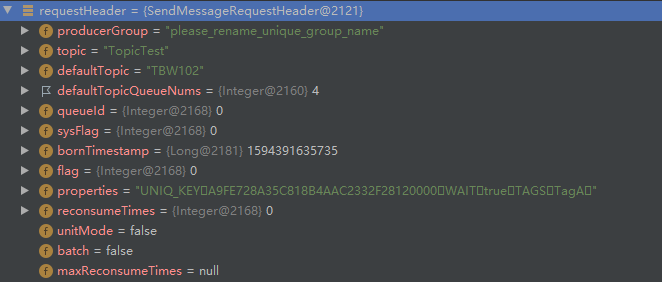 requestHeader = {SendMessageRequestHeader@2121}
producerGroup = "please_rename_unique_group_name"
topic = "TopicTest"
defaultTopic = "TBW102"
defaultTopicQueueNums = {Integer@2160} 4
queueId = {Integer@2168} 0
sysFlag = {Integer@2168} 0
bornTimestamp = {Long@2181} 1594391635735
flag = {Integer@2168} 0
properties = "UNIQ_KEY▯A9FE728A35C818B4AAC2332F28120000▯WAIT▯true▯TAGS▯TagA▯"
reconsumeTimes = {Integer@2168} 0
unitMode = false
batch = false
maxReconsumeTimes = null